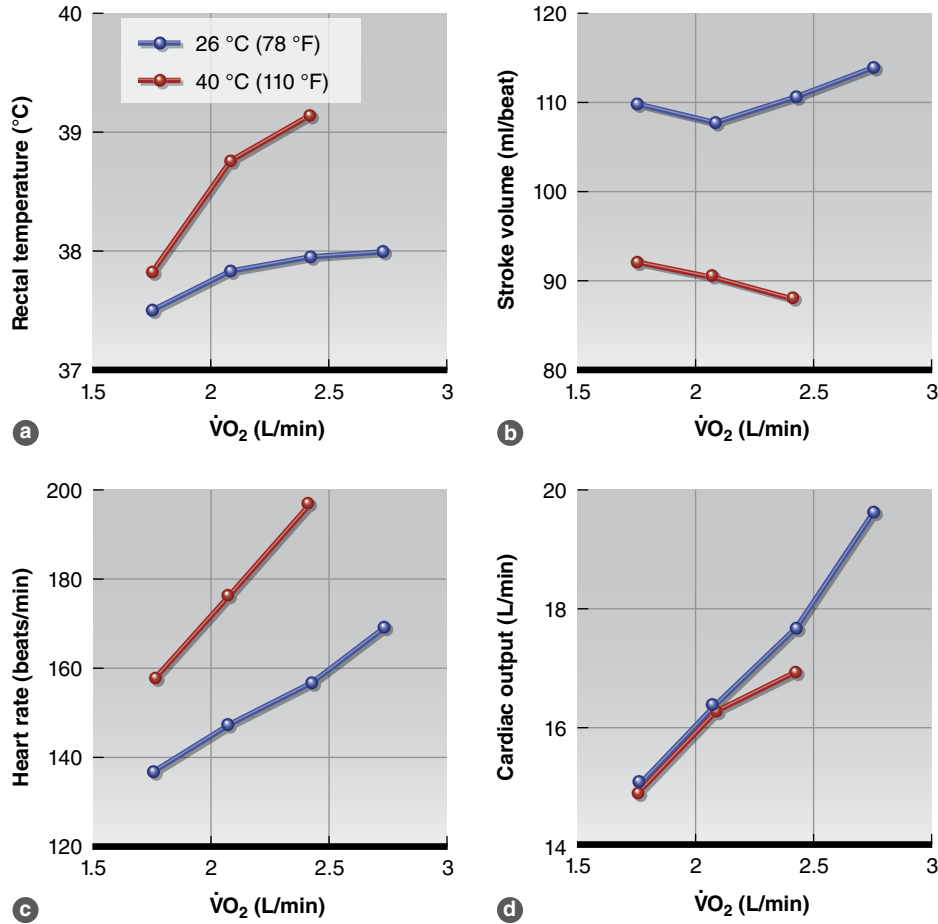 40
39
38
37
Rectal temperature (°C)
26 °C (78 °F)
40 °C (110 °F)
1.5 2 2.5 3
V̇O₂ (L/min)
a
120
110
100
90
80
Stroke volume (ml/beat)
1.5 2 2.5 3
V̇O₂ (L/min)
b
200
180
160
140
120
Heart rate (beats/min)
1.5 2 2.5 3
V̇O₂ (L/min)
c
20
18
16
14
Cardiac output (L/min)
1.5 2 2.5 3
V̇O₂ (L/min)
d